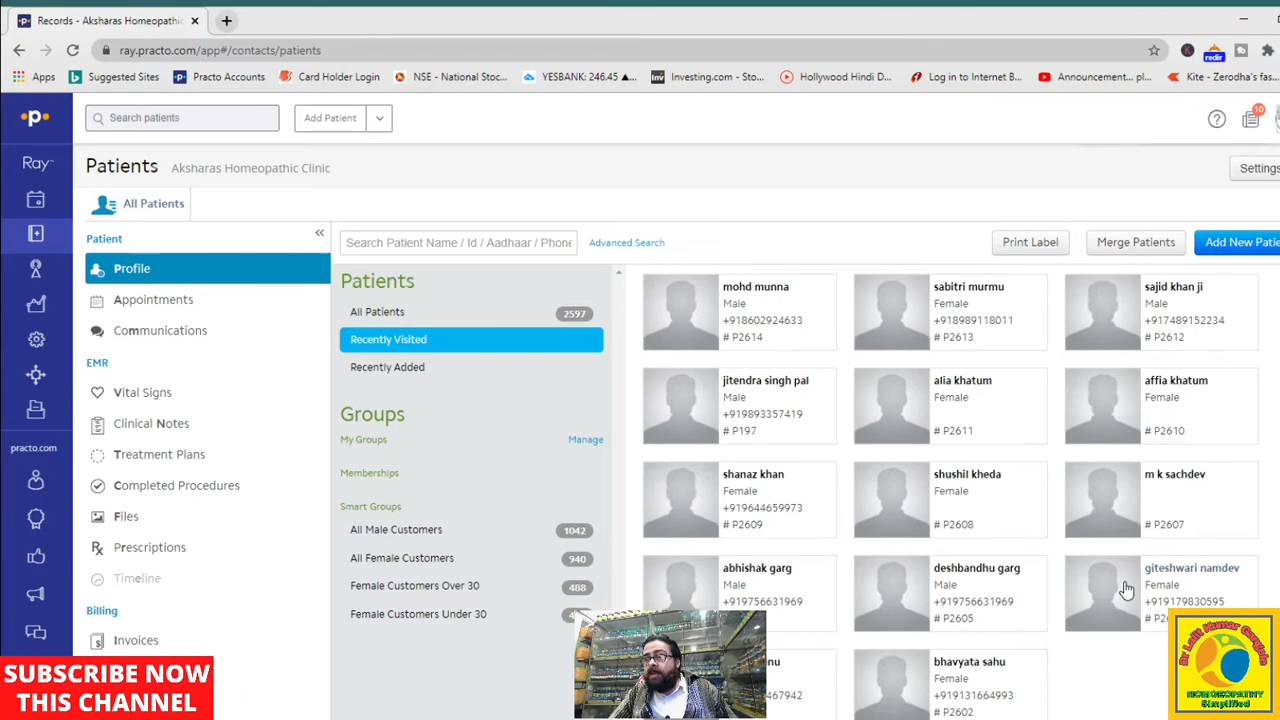 Records - Aksharas Homeopathic
ray.practo.com/app#/contacts/patients
redir
Apps
Suggested Sites
Practo Accounts
Card Holder Login
NSE - National Stoc...
YESBANK: 246.45 ▲...
Investing.com - Sto...
Hollywood Hindi D...
Log in to Internet B...
Announcement... pl...
Kite - Zerodha's fas...
Search patients
Add Patient
10
Ray
Patients
Aksharas Homeopathic Clinic
Settings
All Patients
Patient
Profile
Appointments
Communications
EMR
Vital Signs
Clinical Notes
Treatment Plans
Completed Procedures
Files
Prescriptions
Timeline
Billing
Invoices
practo.com
Search Patient Name / Id / Aadhaar / Phone
Advanced Search
Print Label
Merge Patients
Add New Patie
Patients
All Patients 2597
Recently Visited
Recently Added
Groups
My Groups Manage
Memberships
Smart Groups
All Male Customers 1042
All Female Customers 940
Female Customers Over 30 488
Female Customers Under 30
mohd munna
Male
+918602924633
# P2614
sabitri murmu
Female
+918989118011
# P2613
sajid khan ji
Male
+917489152234
# P2612
jitendra singh pal
Male
+919893357419
# P197
alia khatum
Female
# P2611
affia khatum
Female
# P2610
shanaz khan
Female
+919644659973
# P2609
shushil kheda
Female
# P2608
m k sachdev
# P2607
abhishak garg
Male
+919756631969
deshbandhu garg
Male
+919756631969
# P2605
giteshwari namdev
Female
+919179830595
bhavyata sahu
Female
+919131664993
# P2602
SUBSCRIBE NOW
THIS CHANNEL
HOMOEOPATHY
Simplified